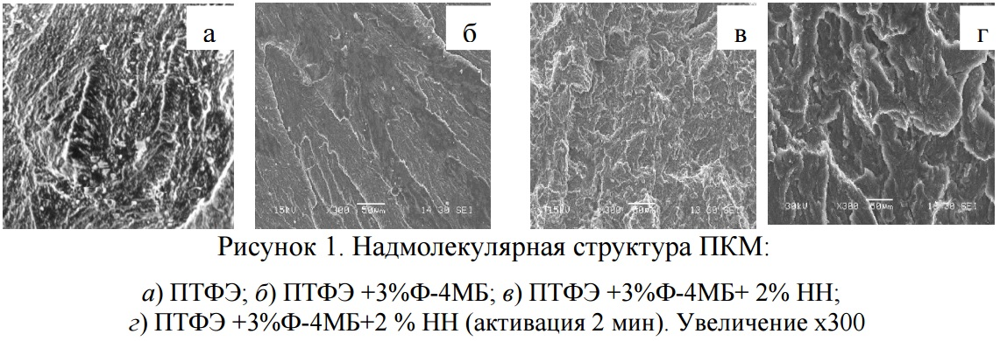 а
б
в
г
15kV X300 50μm 14 30 SEI
15kV x300 50μm 13 30 SEI
30kV X300 50μm 14 30 SEI
Рисунок 1. Надмолекулярная структура ПКМ:
а) ПТФЭ; б) ПТФЭ +3%Ф-4МБ; в) ПТФЭ +3%Ф-4МБ+ 2% НН;
г) ПТФЭ +3%Ф-4МБ+2 % НН (активация 2 мин). Увеличение х300